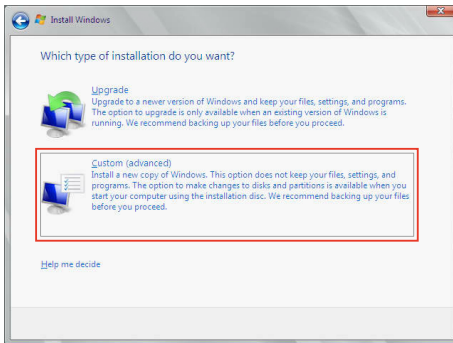 Install Windows
Which type of installation do you want?
Upgrade
Upgrade to a newer version of Windows and keep your files, settings, and programs.
The option to upgrade is only available when an existing version of Windows is
running. We recommend backing up your files before you proceed.
Custom (advanced)
Install a new copy of Windows. This option does not keep your files, settings, and
programs. The option to make changes to disks and partitions is available when you
start your computer using the installation disc. We recommend backing up your files
before you proceed.
Help me decide